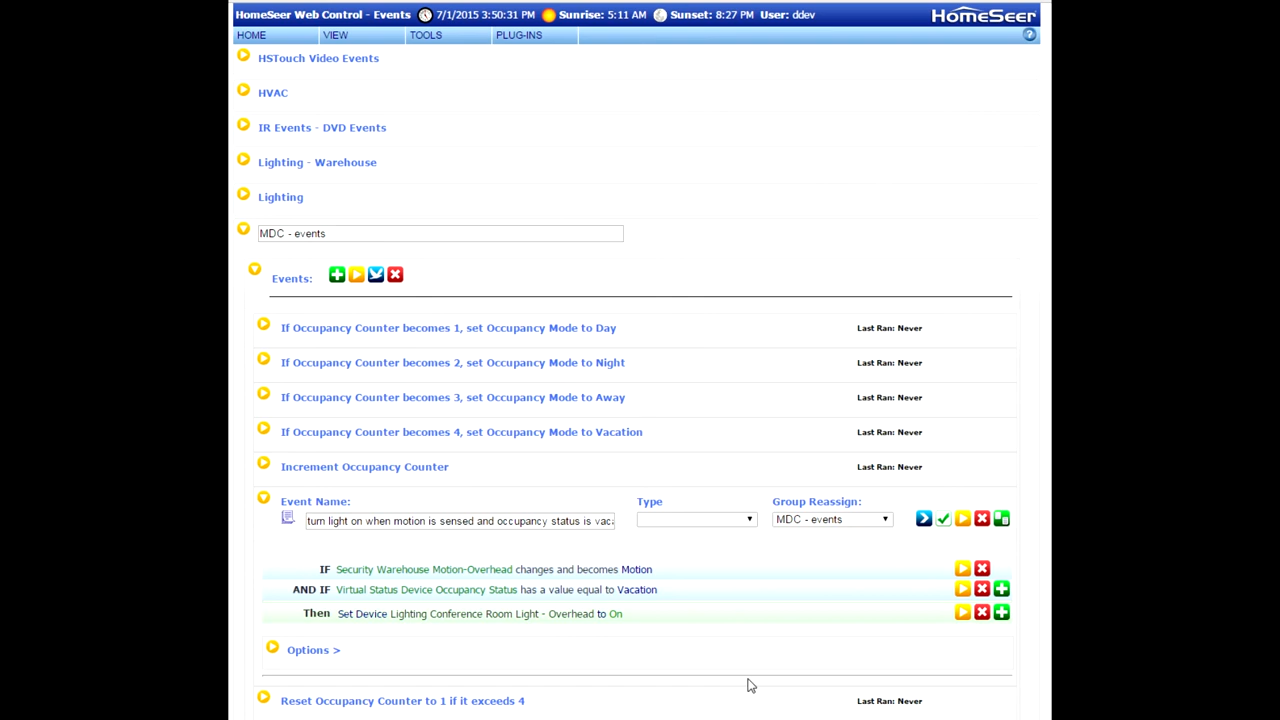 HomeSeer Web Control - Events 7/1/2015 3:50:31 PM Sunrise: 5:11 AM Sunset: 8:27 PM User: ddev HomeSeer
HOME VIEW TOOLS PLUG-INS
HSTouch Video Events
HVAC
IR Events - DVD Events
Lighting - Warehouse
Lighting
MDC - events
Events:
If Occupancy Counter becomes 1, set Occupancy Mode to Day Last Ran: Never
If Occupancy Counter becomes 2, set Occupancy Mode to Night Last Ran: Never
If Occupancy Counter becomes 3, set Occupancy Mode to Away Last Ran: Never
If Occupancy Counter becomes 4, set Occupancy Mode to Vacation Last Ran: Never
Increment Occupancy Counter Last Ran: Never
Event Name: Type Group Reassign:
turn light on when motion is sensed and occupancy status is vaca MDC - events
IF Security Warehouse Motion-Overhead changes and becomes Motion
AND IF Virtual Status Device Occupancy Status has a value equal to Vacation
Then Set Device Lighting Conference Room Light - Overhead to On
Options >
Reset Occupancy Counter to 1 if it exceeds 4 Last Ran: Never